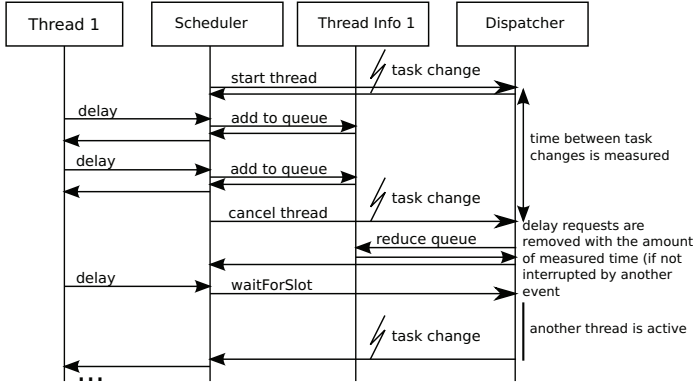 Thread 1
Scheduler
Thread Info 1
Dispatcher
task change
start thread
delay
add to queue
time between task
changes is measured
delay
add to queue
task change
cancel thread
delay requests are
removed with the amount
of measured time (if not
interrupted by another
event
reduce queue
delay
waitForSlot
another thread is active
task change
...